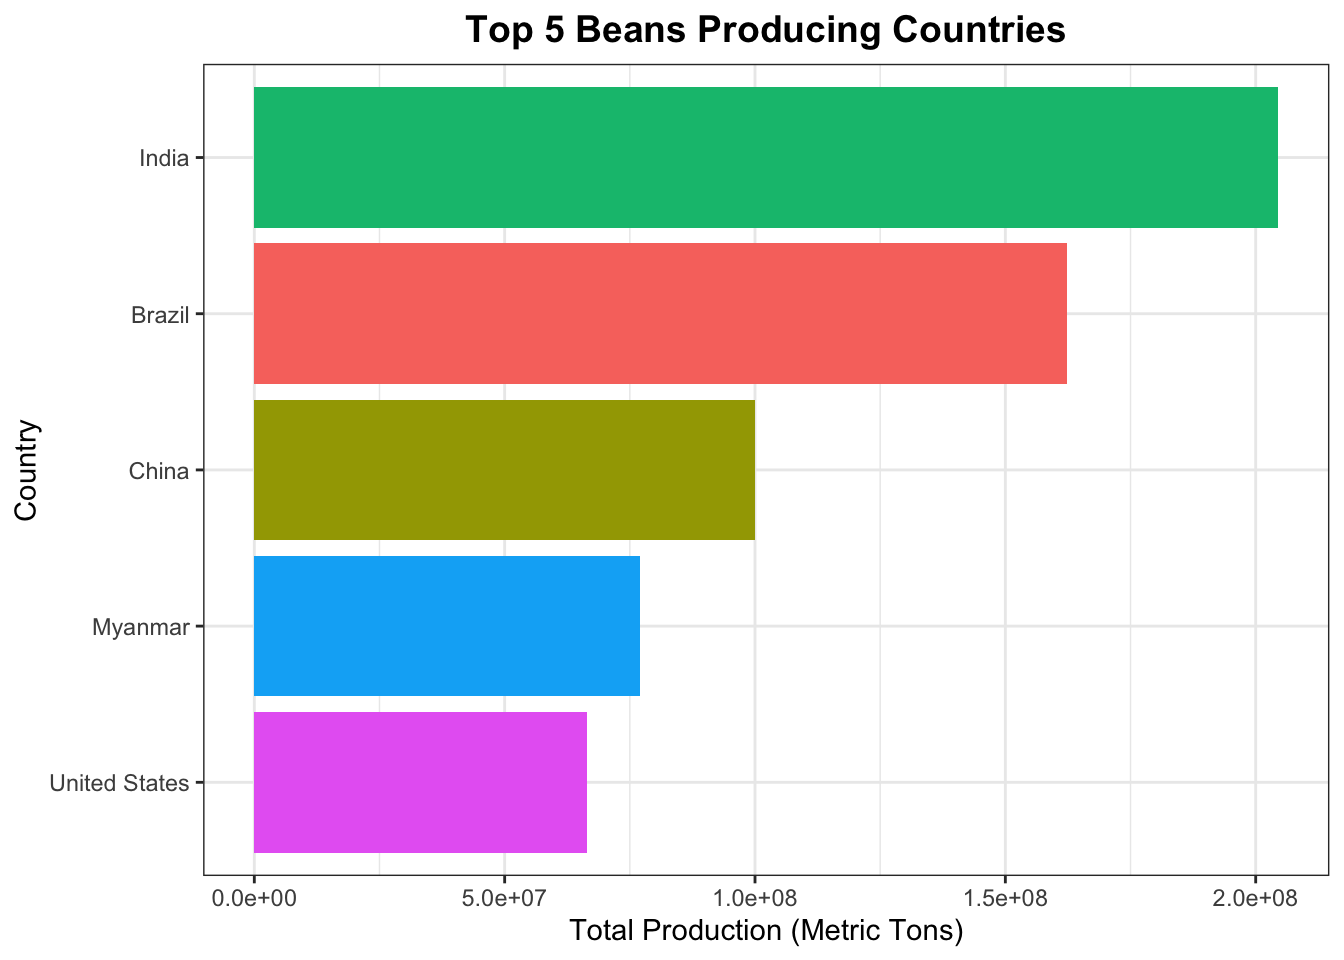 Top 5 Beans Producing Countries
Country
India
Brazil
China
Myanmar
United States
0.0e+00 5.0e+07 1.0e+08 1.5e+08 2.0e+08
Total Production (Metric Tons)